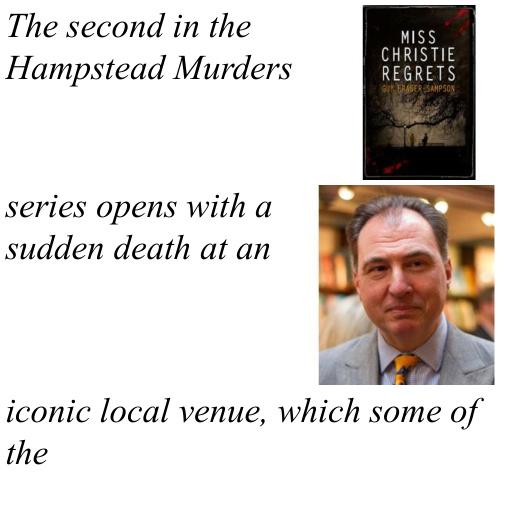 The second in the
Hampstead Murders
MISS
CHRISTIE
REGRETS
GUY FRASER-SAMPSON
series opens with a
sudden death at an
iconic local venue, which some of
the